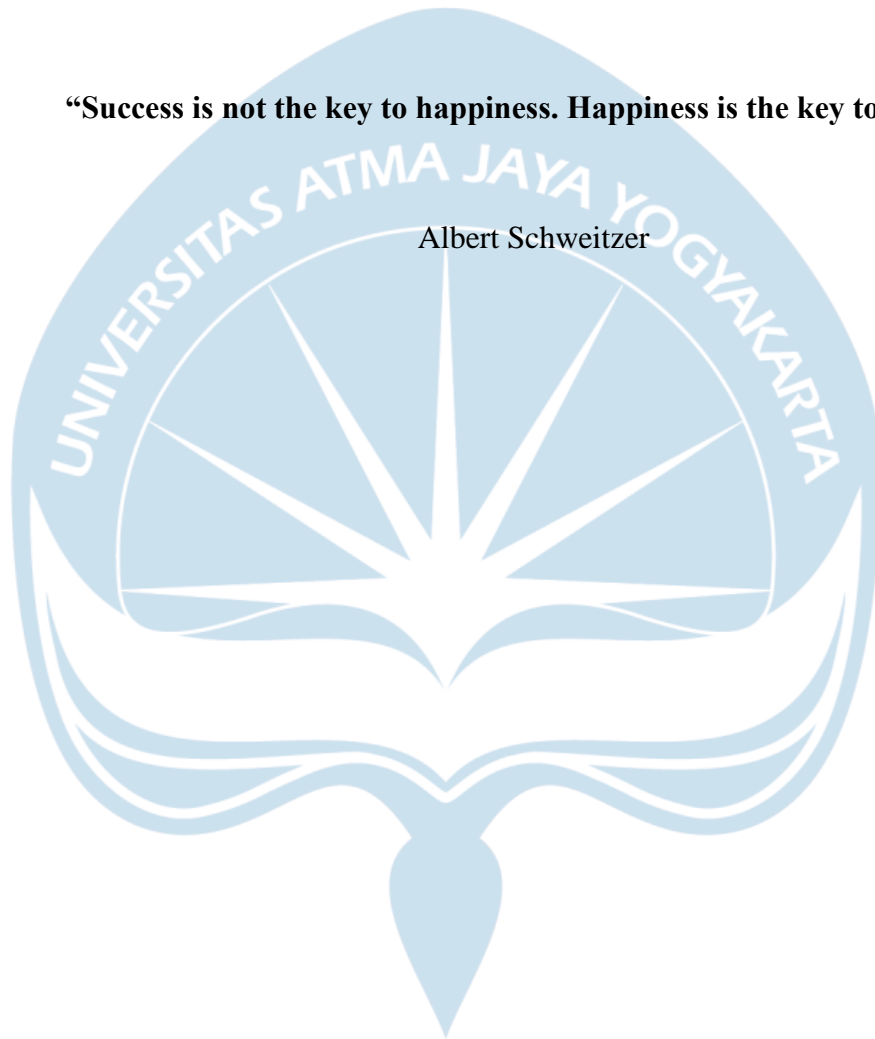 “Success is not the key to happiness. Happiness is the key to
UNIVERSITAS ATMA JAYA YOGYAKARTA
Albert Schweitzer